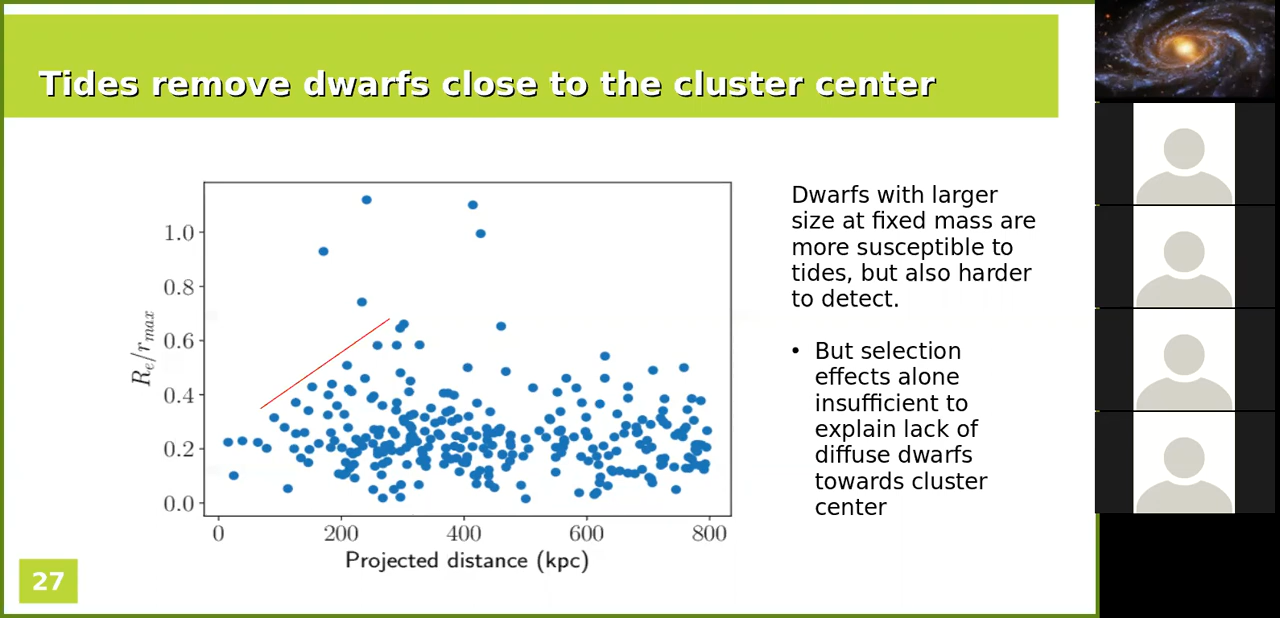 Tides remove dwarfs close to the cluster center
Dwarfs with larger
size at fixed mass are
more susceptible to
tides, but also harder
to detect.
• But selection
effects alone
insufficient to
explain lack of
diffuse dwarfs
towards cluster
center
1.0
0.8
0.6
0.4
0.2
0.0
R_e/r_max
0 200 400 600 800
Projected distance (kpc)
27